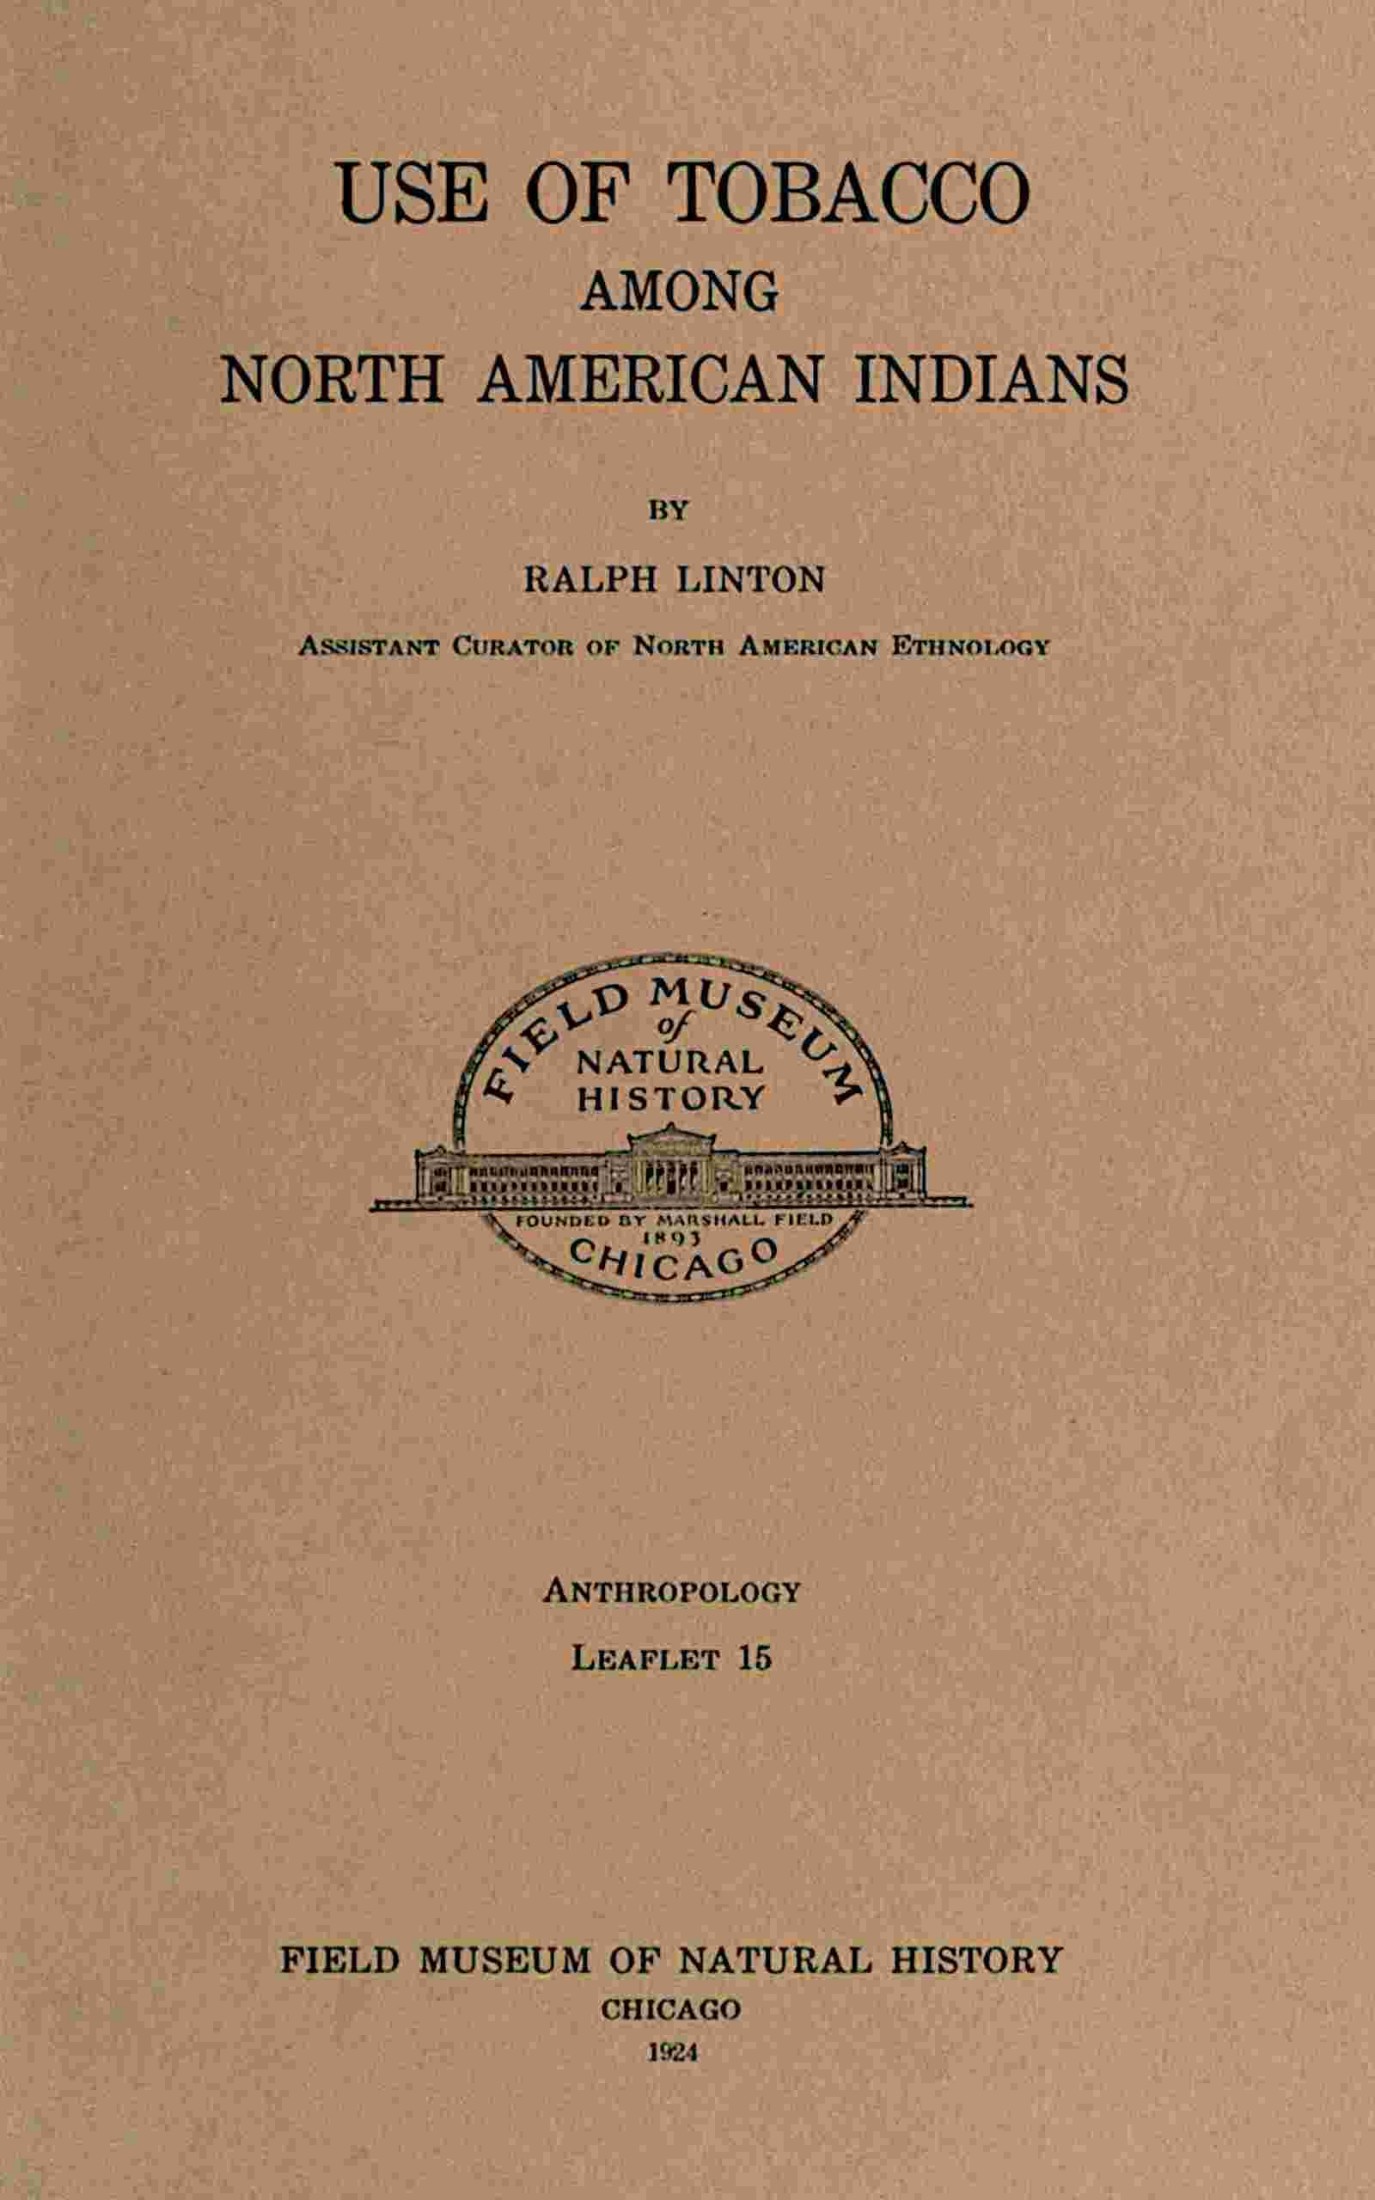 USE OF TOBACCO
AMONG
NORTH AMERICAN INDIANS
BY
RALPH LINTON
ASSISTANT CURATOR OF NORTH AMERICAN ETHNOLOGY
FIELD MUSEUM
of
NATURAL
HISTORY
FOUNDED BY MARSHALL FIELD
1893
CHICAGO
ANTHROPOLOGY
LEAFLET 15
FIELD MUSEUM OF NATURAL HISTORY
CHICAGO
1924